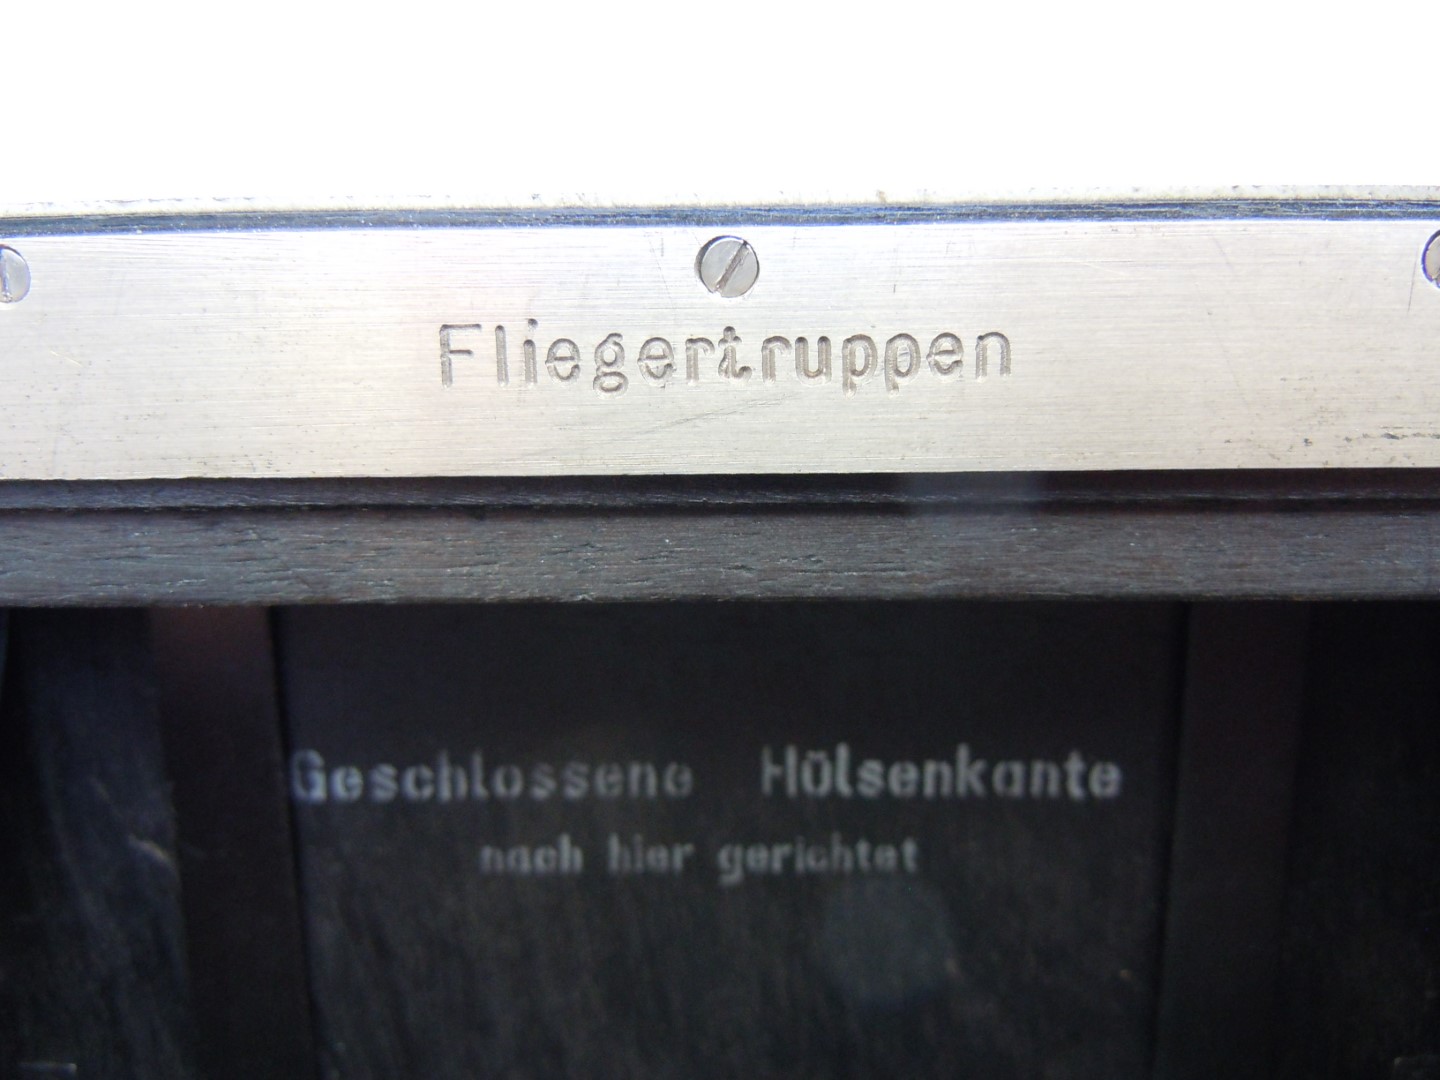 Fliegertruppen
Geschlossene Hülsenkante
nach hier gerichtet